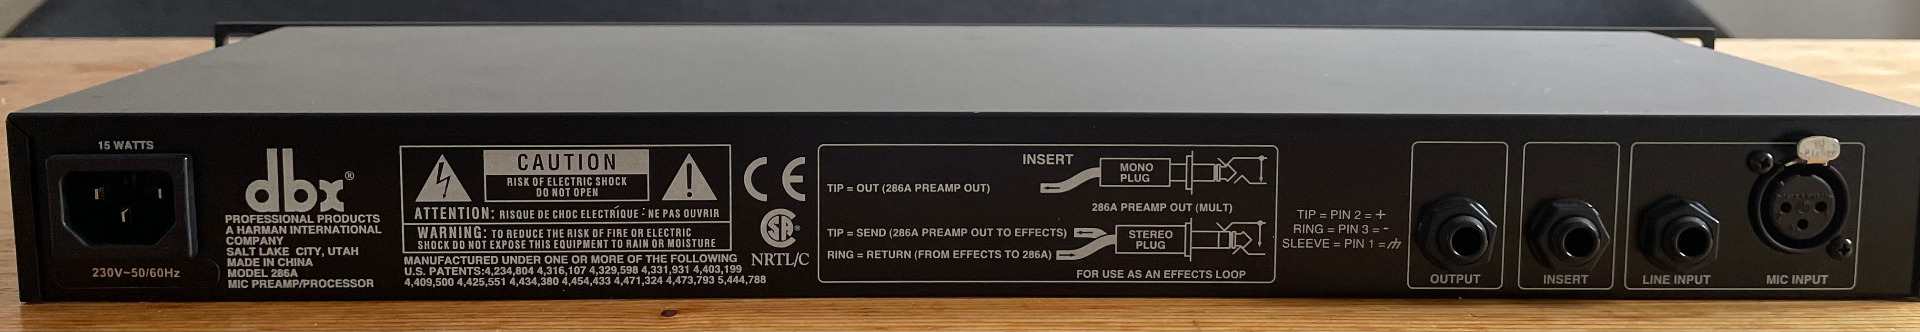 15 WATTS
230V~50/60Hz
dbx®
PROFESSIONAL PRODUCTS
A HARMAN INTERNATIONAL
COMPANY
SALT LAKE CITY, UTAH
MADE IN CHINA
MODEL 286A
MIC PREAMP/PROCESSOR
CAUTION
RISK OF ELECTRIC SHOCK
DO NOT OPEN
ATTENTION: RISQUE DE CHOC ELECTRIQUE - NE PAS OUVRIR
WARNING: TO REDUCE THE RISK OF FIRE OR ELECTRIC
SHOCK DO NOT EXPOSE THIS EQUIPMENT TO RAIN OR MOISTURE
MANUFACTURED UNDER ONE OR MORE OF THE FOLLOWING
U.S. PATENTS:4,234,804 4,316,107 4,329,598 4,331,931 4,403,199
4,409,500 4,425,551 4,434,380 4,454,433 4,471,324 4,473,793 5,444,788
CE
SA®
NRTL/C
INSERT
MONO
PLUG
TIP = OUT (286A PREAMP OUT)
286A PREAMP OUT (MULT)
TIP = SEND (286A PREAMP OUT TO EFFECTS)
STEREO
PLUG
RING = RETURN (FROM EFFECTS TO 286A)
FOR USE AS AN EFFECTS LOOP
TIP = PIN 2 = +
RING = PIN 3 = -
SLEEVE = PIN 1 =
OUTPUT
INSERT
LINE INPUT
MIC INPUT